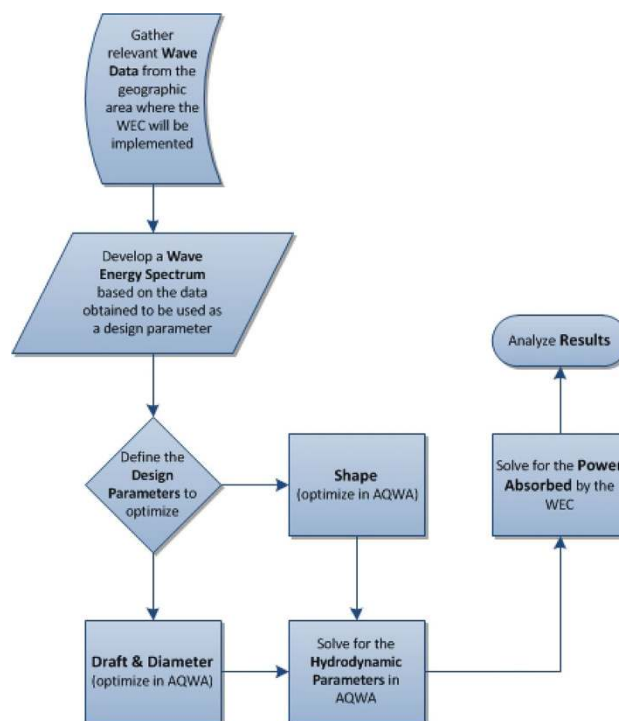 Gather
relevant Wave
Data from the
geographic
area where the
WEC will be
implemented
Develop a Wave
Energy Spectrum
based on the data
obtained to be used as
a design parameter
Define the
Design
Parameters to
optimize
Shape
(optimize in AQWA)
Draft & Diameter
(optimize in AQWA)
Solve for the
Hydrodynamic
Parameters in
AQWA
Solve for the Power
Absorbed by the
WEC
Analyze Results